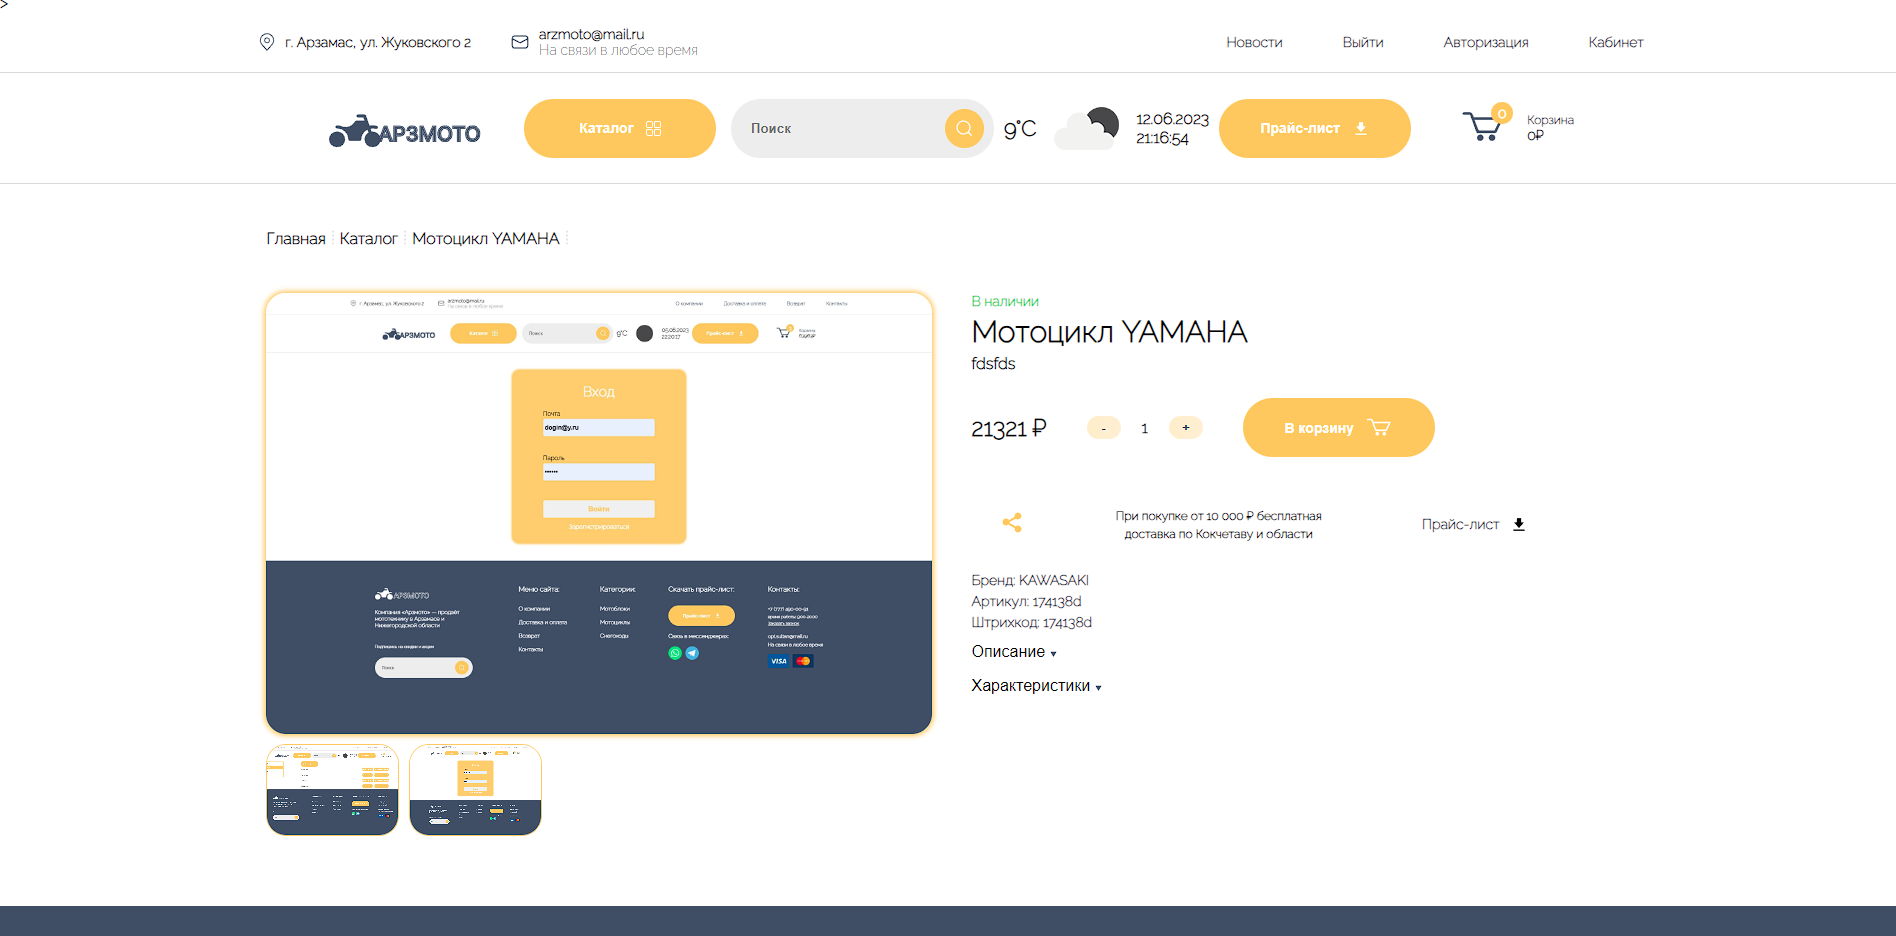 >
г. Арзамас, ул. Жуковского 2
arzmoto@mail.ru
На связи в любое время
Новости
Выйти
Авторизация
Кабинет
АРЗМОТО
Каталог
Поиск
9°C
12.06.2023
21:16:54
Прайс-лист
0
Корзина
0₽
Главная Каталог Мотоцикл YAMAHA
г. Арзамас, ул. Жуковского 2
arzmoto@mail.ru
На связи в любое время
О компании
Доставка и оплата
Возврат
Контакты
АРЗМОТО
Каталог
Поиск
9°C
05.06.2023
Прайс-лист
Корзина
Вход
Почта
dogin@y.ru
Пароль
••••••
Войти
Зарегистрироваться
АРЗМОТО
Компания «Арзмото» — продаёт
мототехнику в Арзамасе и
Нижегородской области
Подпишись на скидки и акции
Поиск
Меню сайта:
О компании
Доставка и оплата
Возврат
Контакты
Категории:
Мотоблоки
Мотоциклы
Снегоходы
Скачать прайс-лист:
Прайс-лист
Связь в мессенджерах:
Контакты:
+7 (777) 490-00-91
время работы: 9:00-20:00
Заказать звонок
opt.sultan@mail.ru
На связи в любое время
VISA
В наличии
Мотоцикл YAMAHA
fdsfds
21321 ₽
-
1
+
В корзину
При покупке от 10 000 ₽ бесплатная
доставка по Кокчетаву и области
Прайс-лист
Бренд: KAWASAKI
Артикул: 174138d
Штрихкод: 174138d
Описание ▾
Характеристики ▾